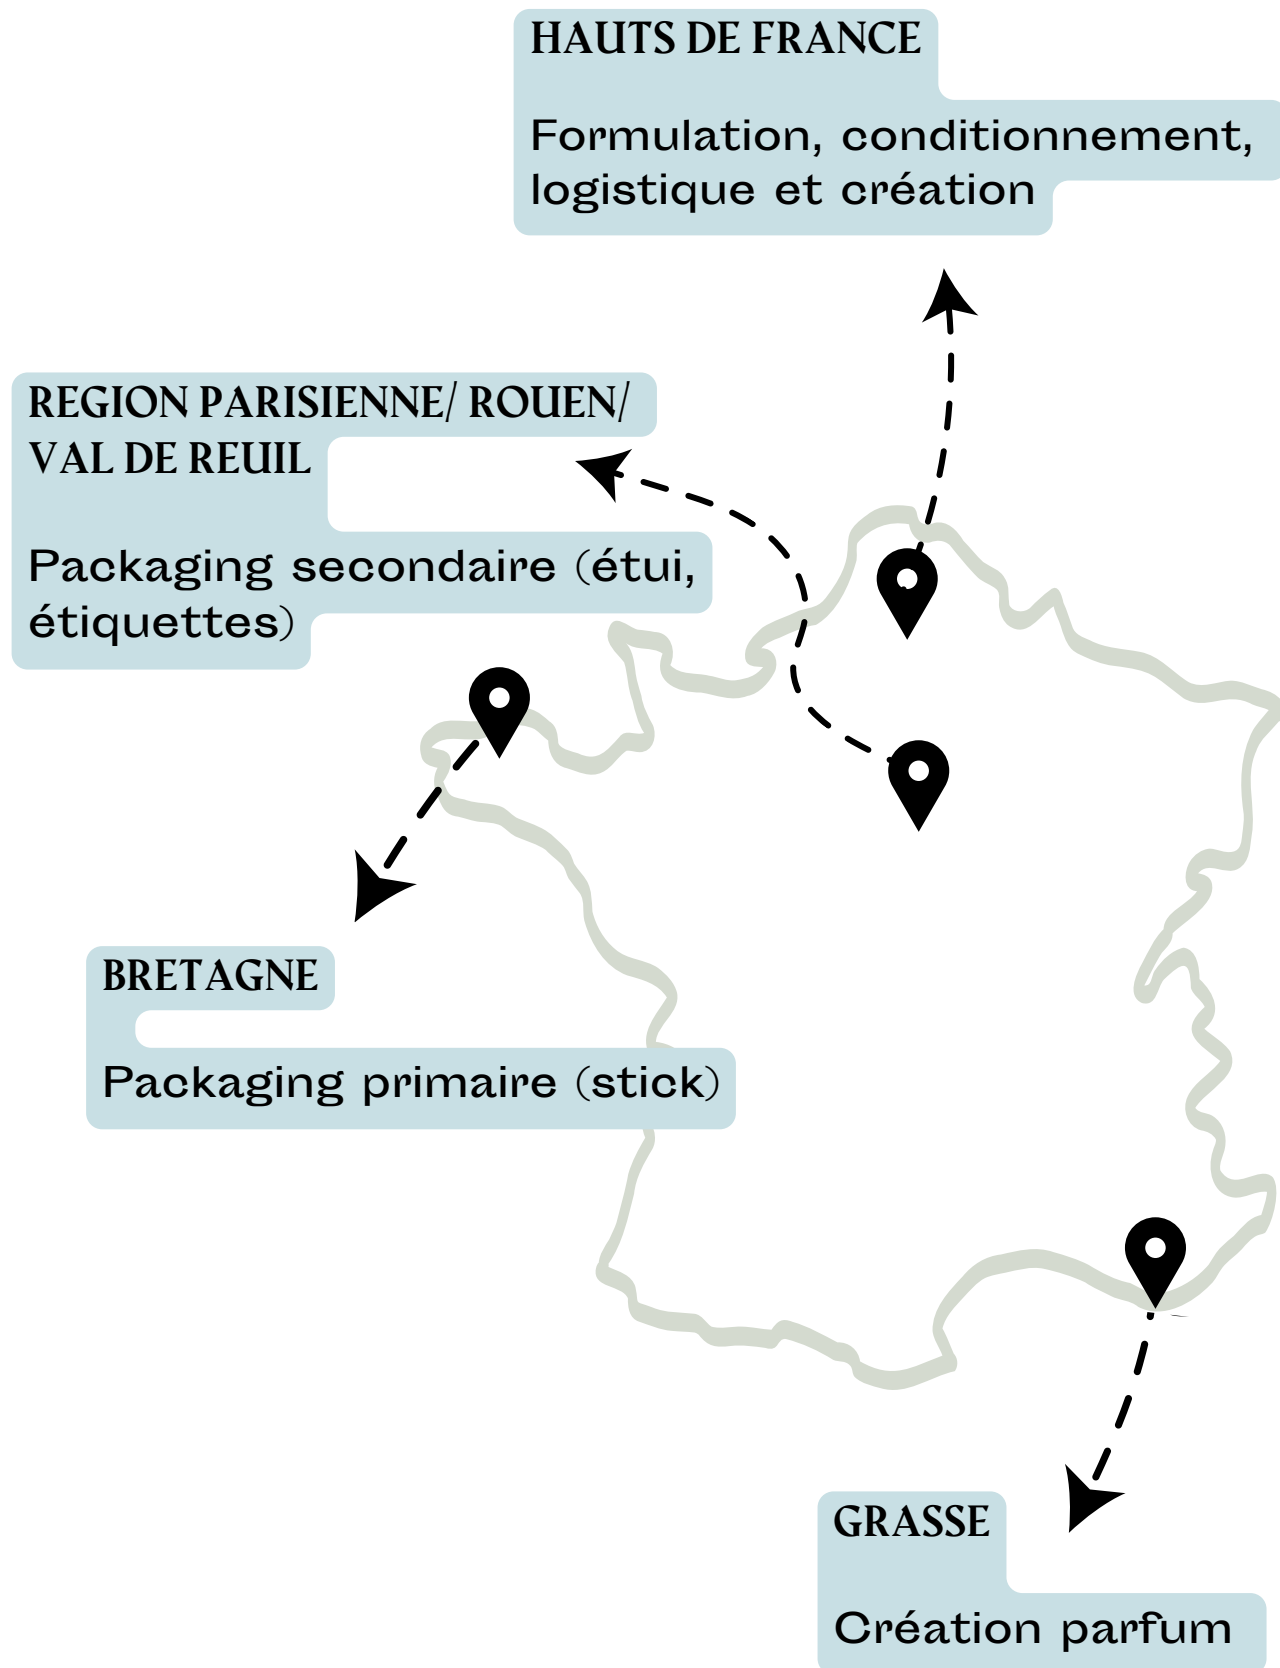 HAUTS DE FRANCE
Formulation, conditionnement,
logistique et création
REGION PARISIENNE/ ROUEN/
VAL DE REUIL
Packaging secondaire (étui,
étiquettes)
BRETAGNE
Packaging primaire (stick)
GRASSE
Création parfum